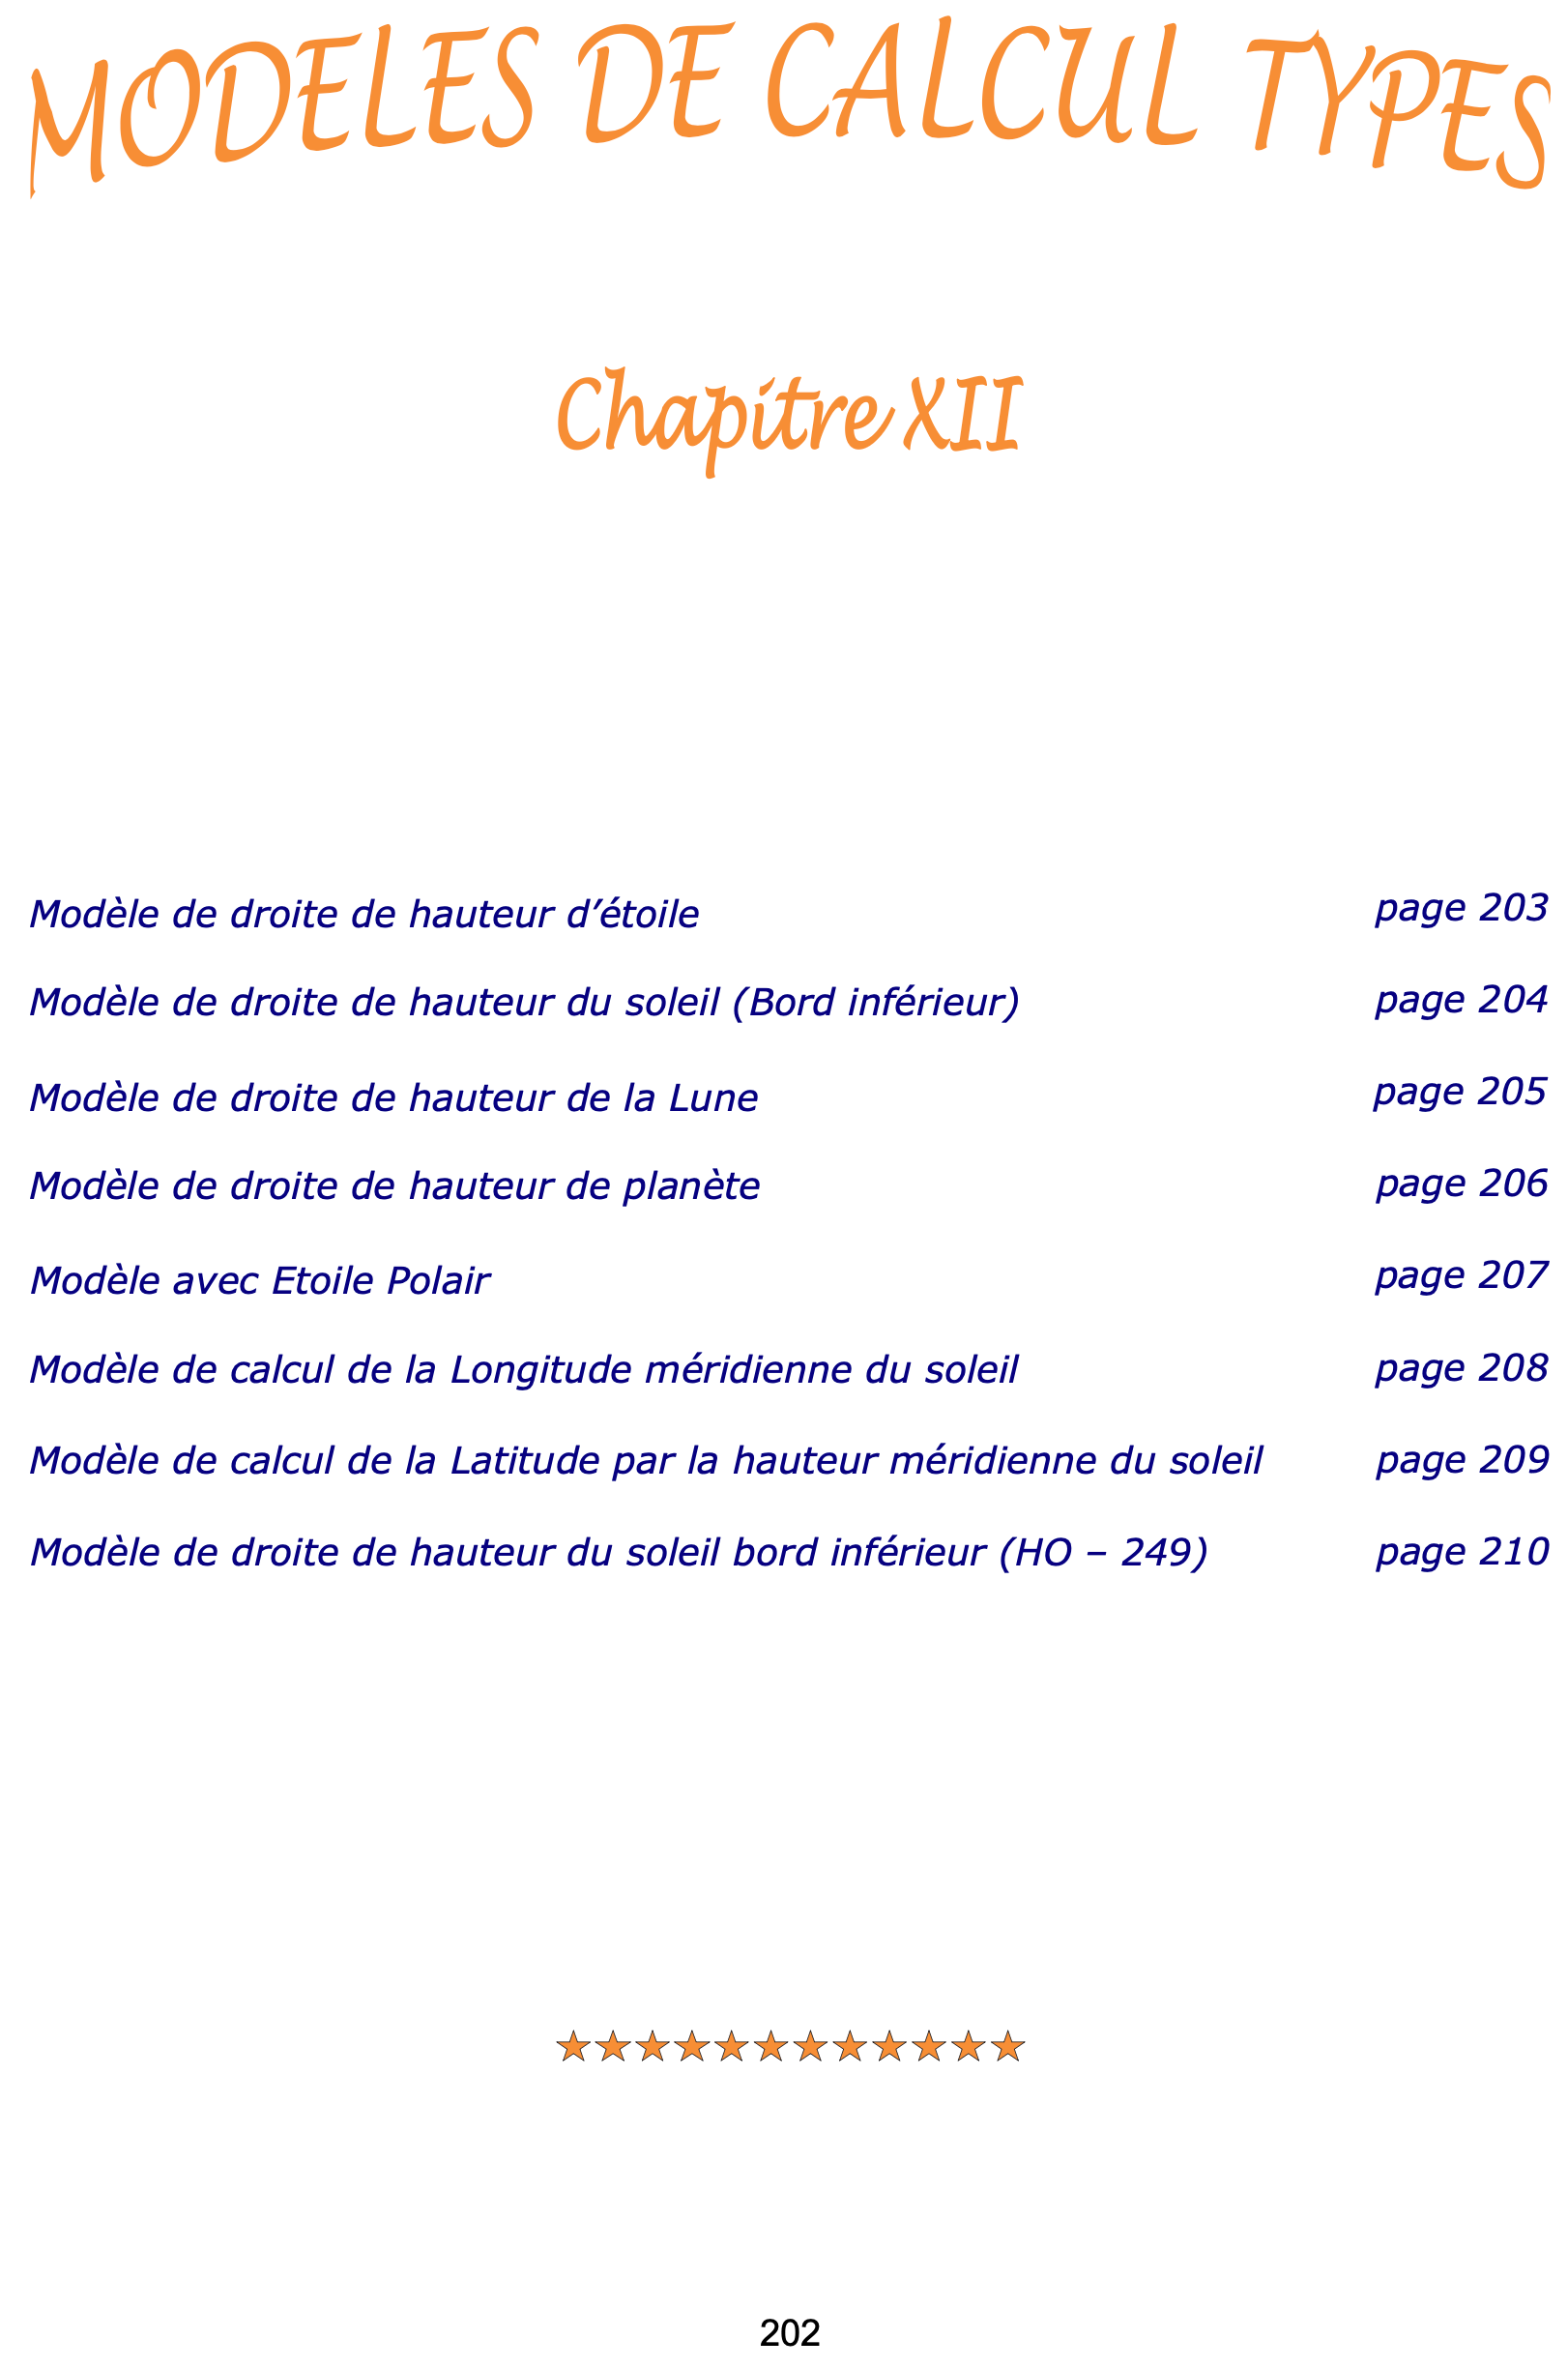 MODELES DE CALCUL TYPES
Chapitre XII
Modèle de droite de hauteur d’étoile page 203
Modèle de droite de hauteur du soleil (Bord inférieur) page 204
Modèle de droite de hauteur de la Lune page 205
Modèle de droite de hauteur de planète page 206
Modèle avec Etoile Polair page 207
Modèle de calcul de la Longitude méridienne du soleil page 208
Modèle de calcul de la Latitude par la hauteur méridienne du soleil page 209
Modèle de droite de hauteur du soleil bord inférieur (HO – 249) page 210
202